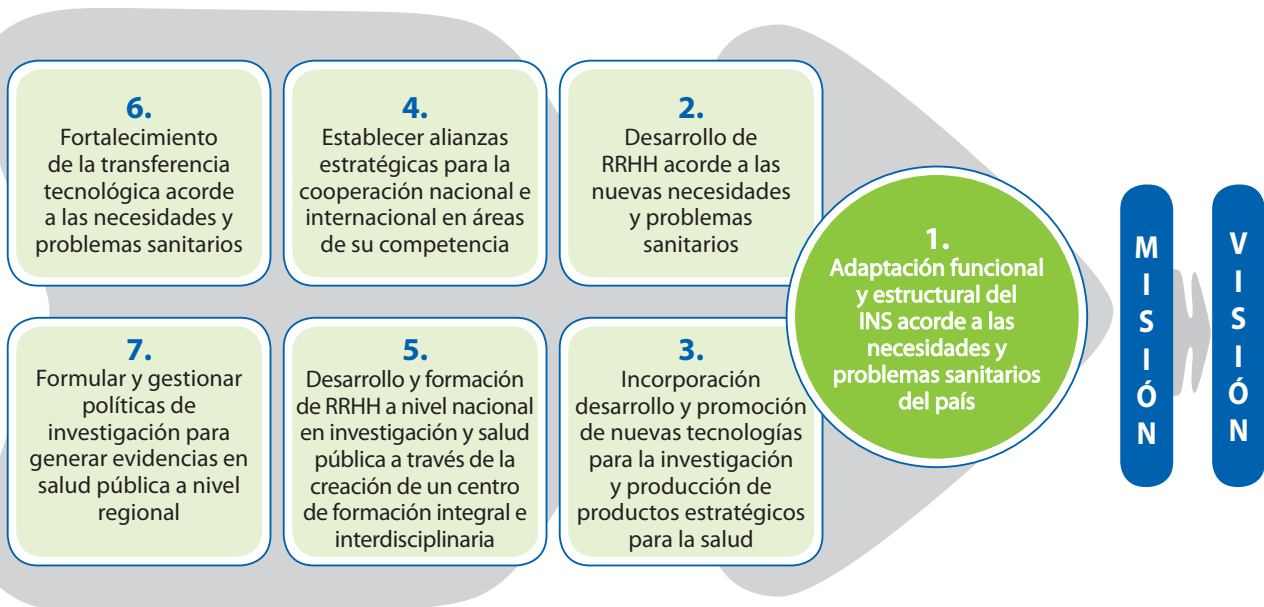 6.
Fortalecimiento
de la transferencia
tecnológica acorde
a las necesidades y
problemas sanitarios
4.
Establecer alianzas
estratégicas para la
cooperación nacional e
internacional en áreas
de su competencia
2.
Desarrollo de
RRHH acorde a las
nuevas necesidades
y problemas
sanitarios
7.
Formular y gestionar
políticas de
investigación para
generar evidencias en
salud pública a nivel
regional
5.
Desarrollo y formación
de RRHH a nivel nacional
en investigación y salud
pública a través de la
creación de un centro
de formación integral e
interdisciplinaria
3.
Incorporación
desarrollo y promoción
de nuevas tecnologías
para la investigación
y producción de
productos estratégicos
para la salud
1.
Adaptación funcional
y estructural del
INS acorde a las
necesidades y
problemas sanitarios
del país
MISIÓN
VISIÓN